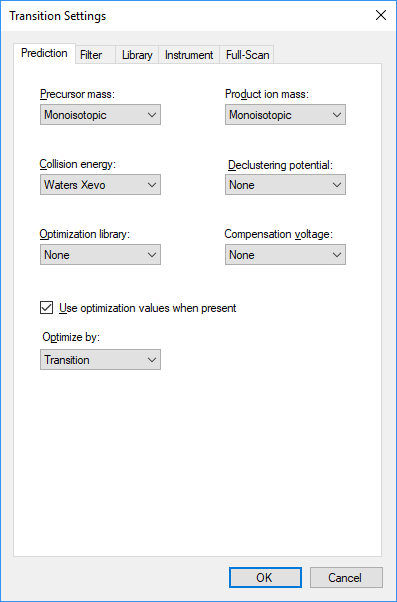 Transition Settings
Prediction Filter Library Instrument Full-Scan
Precursor mass: Product ion mass:
Monoisotopic Monoisotopic
Collision energy: Declustering potential:
Waters Xevo None
Optimization library: Compensation voltage:
None None
Use optimization values when present
Optimize by:
Transition
OK Cancel